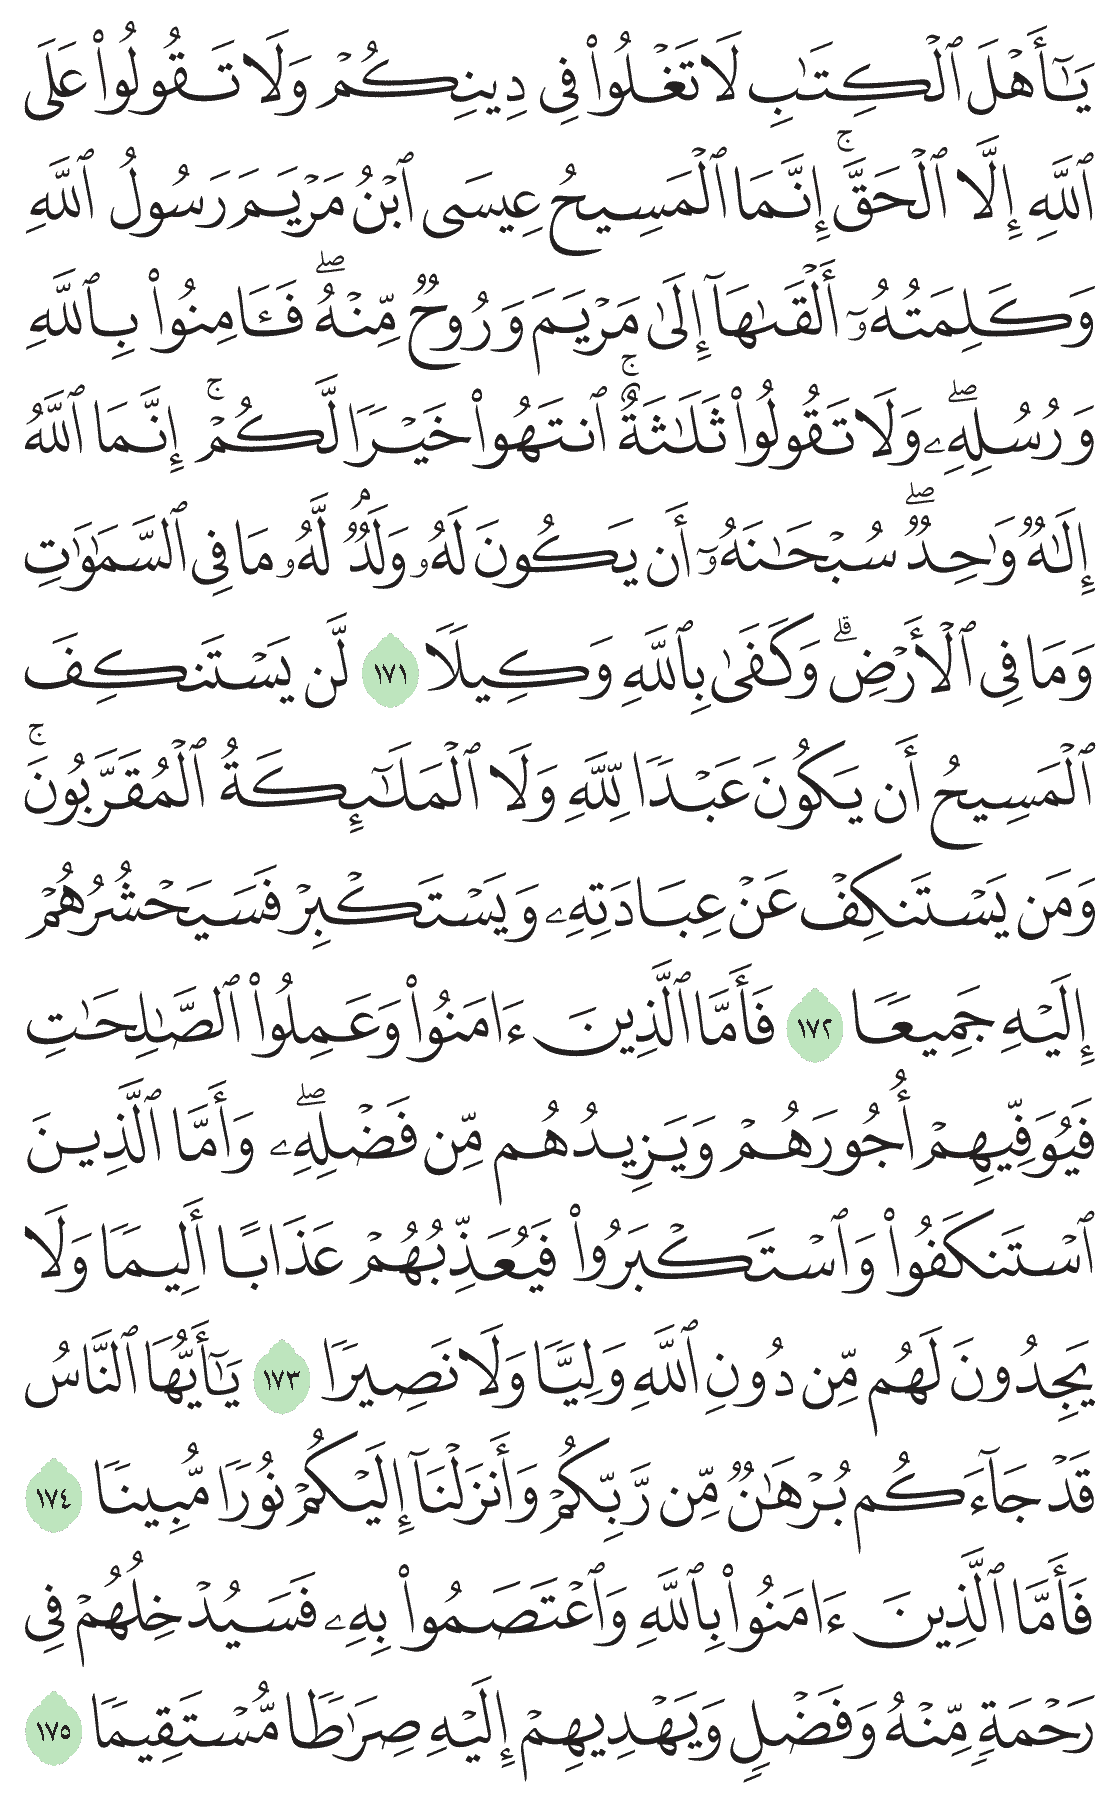 يَـٰٓأَهۡلَ ٱلۡكِتَـٰبِ لَا تَغۡلُواْ فِي دِينِكُمۡ وَلَا تَقُولُواْ عَلَى
ٱللَّهِ إِلَّا ٱلۡحَقَّۚ إِنَّمَا ٱلۡمَسِيحُ عِيسَى ٱبۡنُ مَرۡيَمَ رَسُولُ ٱللَّهِ
وَكَلِمَتُهُۥٓ أَلۡقَىٰهَآ إِلَىٰ مَرۡيَمَ وَرُوحٞ مِّنۡهُۖ فَـَٔامِنُواْ بِٱللَّهِ
وَرُسُلِهِۦۖ وَلَا تَقُولُواْ ثَلَـٰثَةٌۚ ٱنتَهُواْ خَيۡرٗا لَّكُمۡۚ إِنَّمَا ٱللَّهُ
إِلَـٰهٞ وَٰحِدٞۖ سُبۡحَـٰنَهُۥٓ أَن يَكُونَ لَهُۥ وَلَدٞۘ لَّهُۥ مَا فِي ٱلسَّمَـٰوَٰتِ
وَمَا فِي ٱلۡأَرۡضِۗ وَكَفَىٰ بِٱللَّهِ وَكِيلٗا ١٧١ لَّن يَسۡتَنكِفَ
ٱلۡمَسِيحُ أَن يَكُونَ عَبۡدٗا لِّلَّهِ وَلَا ٱلۡمَلَـٰٓئِكَةُ ٱلۡمُقَرَّبُونَۚ
وَمَن يَسۡتَنكِفۡ عَنۡ عِبَادَتِهِۦ وَيَسۡتَكۡبِرۡ فَسَيَحۡشُرُهُمۡ
إِلَيۡهِ جَمِيعٗا ١٧٢ فَأَمَّا ٱلَّذِينَ ءَامَنُواْ وَعَمِلُواْ ٱلصَّـٰلِحَـٰتِ
فَيُوَفِّيهِمۡ أُجُورَهُمۡ وَيَزِيدُهُم مِّن فَضۡلِهِۦۖ وَأَمَّا ٱلَّذِينَ
ٱسۡتَنكَفُواْ وَٱسۡتَكۡبَرُواْ فَيُعَذِّبُهُمۡ عَذَابًا أَلِيمٗا وَلَا
يَجِدُونَ لَهُم مِّن دُونِ ٱللَّهِ وَلِيّٗا وَلَا نَصِيرٗا ١٧٣ يَـٰٓأَيُّهَا ٱلنَّاسُ
قَدۡ جَآءَكُم بُرۡهَـٰنٞ مِّن رَّبِّكُمۡ وَأَنزَلۡنَآ إِلَيۡكُمۡ نُورٗا مُّبِينٗا ١٧٤
فَأَمَّا ٱلَّذِينَ ءَامَنُواْ بِٱللَّهِ وَٱعۡتَصَمُواْ بِهِۦ فَسَيُدۡخِلُهُمۡ فِي
رَحۡمَةٖ مِّنۡهُ وَفَضۡلٖ وَيَهۡدِيهِمۡ إِلَيۡهِ صِرَٰطٗا مُّسۡتَقِيمٗا ١٧٥